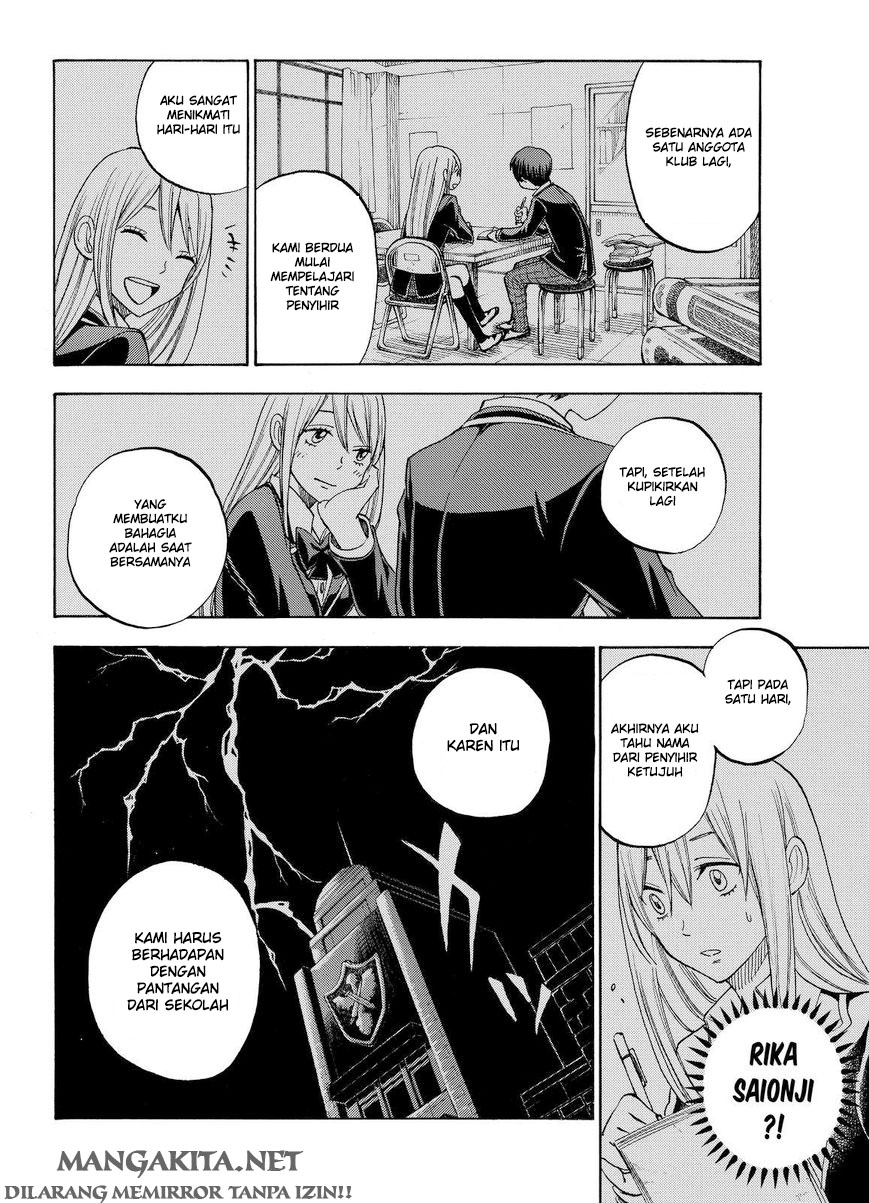 SEBENARNYA ADA
SATU ANGGOTA
KLUB LAGI,
KAMI BERDUA
MULAI
MEMPELAJARI
TENTANG
PENYIHIR
AKU SANGAT
MENIKMATI
HARI-HARI ITU
TAPI, SETELAH
KUPIKIRKAN
LAGI
YANG
MEMBUATKU
BAHAGIA
ADALAH SAAT
BERSAMANYA
TAPI PADA
SATU HARI,
AKHIRNYA AKU
TAHU NAMA
DARI PENYIHIR
KETUJUH
RIKA
SAIONJI
?!
DAN
KAREN ITU
KAMI HARUS
BERHADAPAN
DENGAN
PANTANGAN
DARI SEKOLAH
MANGAKITA.NET
DILARANG MEMIRROR TANPA IZIN!!